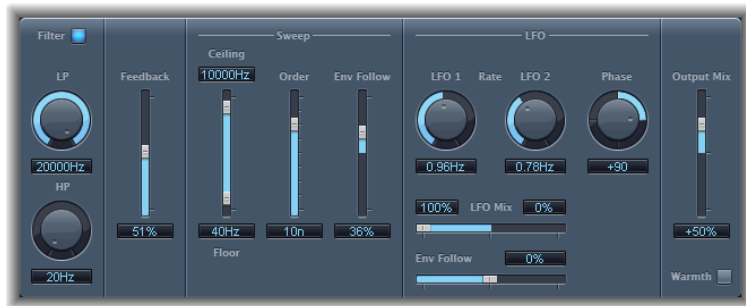 Filter
LP
20000Hz
HP
20Hz
Feedback
51%
Sweep
Ceiling
10000Hz
40Hz
Floor
Order
10n
Env Follow
36%
LFO
LFO 1 Rate LFO 2
0.96Hz 0.78Hz
Phase
+90
100% LFO Mix 0%
Env Follow 0%
Output Mix
+50%
Warmth